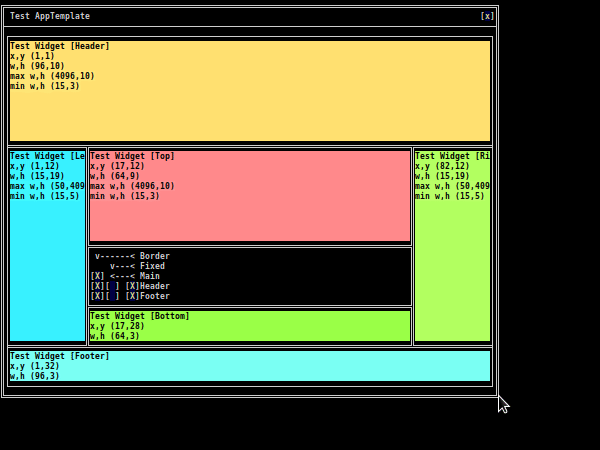 Test AppTemplate [x]
Test Widget [Header]
x,y (1,1)
w,h (96,10)
max w,h (4096,10)
min w,h (15,3)
Test Widget [Le
x,y (1,12)
w,h (15,19)
max w,h (50,409
min w,h (15,5)
Test Widget [Top]
x,y (17,12)
w,h (64,9)
max w,h (4096,10)
min w,h (15,3)
Test Widget [Ri
x,y (82,12)
w,h (15,19)
max w,h (50,409
min w,h (15,5)
v------< Border
v---< Fixed
[X] <---< Main
[X][ ] [X]Header
[X][ ] [X]Footer
Test Widget [Bottom]
x,y (17,28)
w,h (64,3)
Test Widget [Footer]
x,y (1,32)
w,h (96,3)